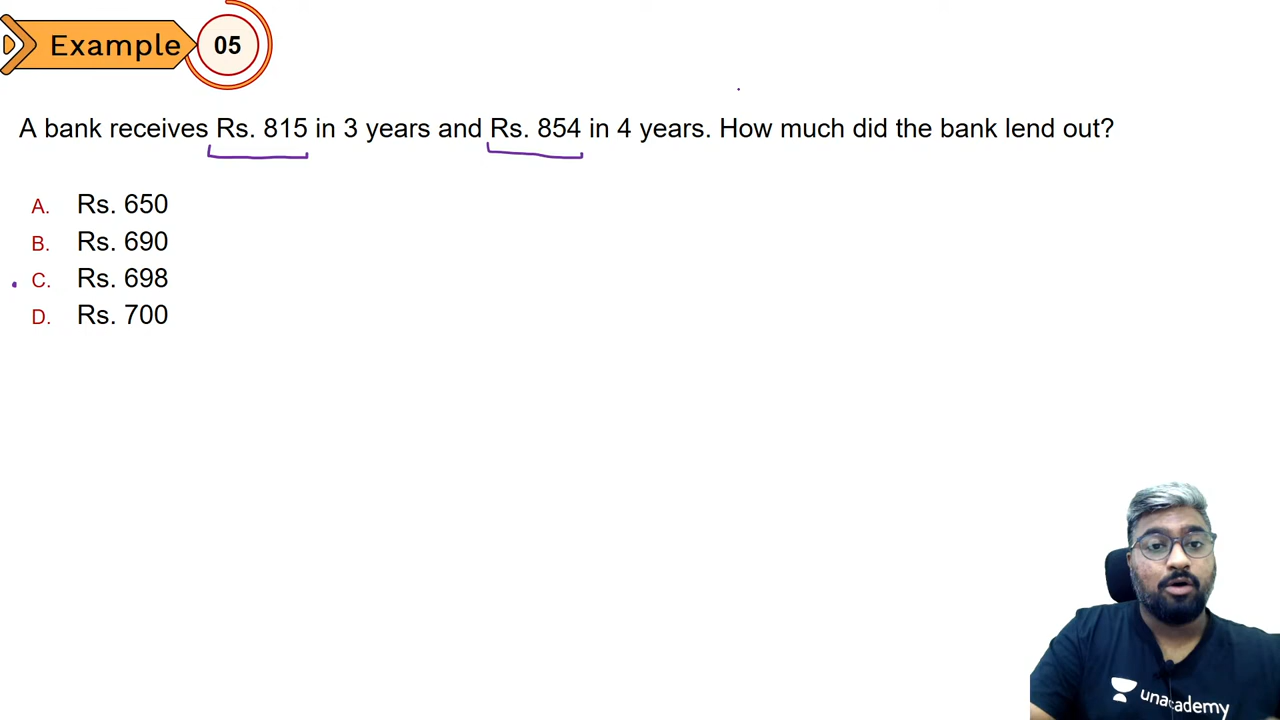 Example 05
A bank receives Rs. 815 in 3 years and Rs. 854 in 4 years. How much did the bank lend out?
A. Rs. 650
B. Rs. 690
C. Rs. 698
D. Rs. 700
unacademy